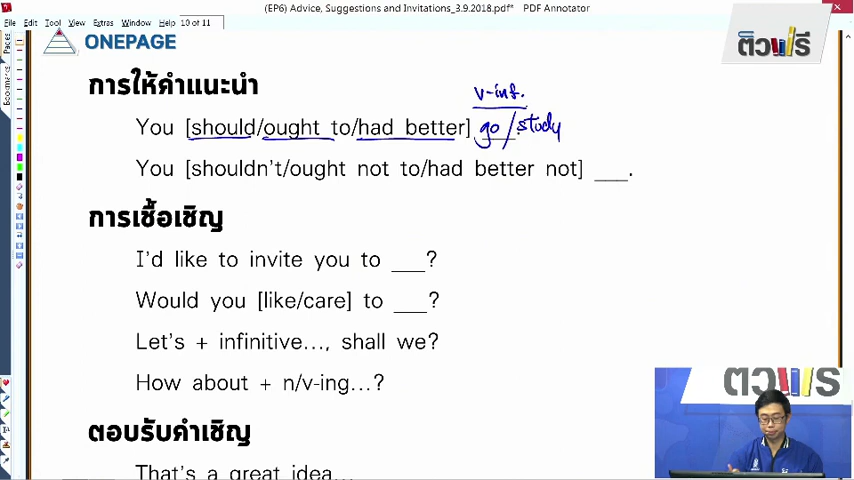 (EP6) Advice, Suggestions and Invitations_3.9.2018.pdf* PDF Annotator
File Edit Tool View Extras Window Help 10 of 11
Pages
Bookmarks
ONEPAGE
ติวฟรี
การให้คำแนะนำ
v-inf.
You [should/ought to/had better] go/study
You [shouldn't/ought not to/had better not] ___.
การเชื้อเชิญ
I'd like to invite you to ___?
Would you [like/care] to ___?
Let's + infinitive..., shall we?
How about + n/v-ing...?
ตอบรับคำเชิญ
That's a great idea...
ติวฟรี